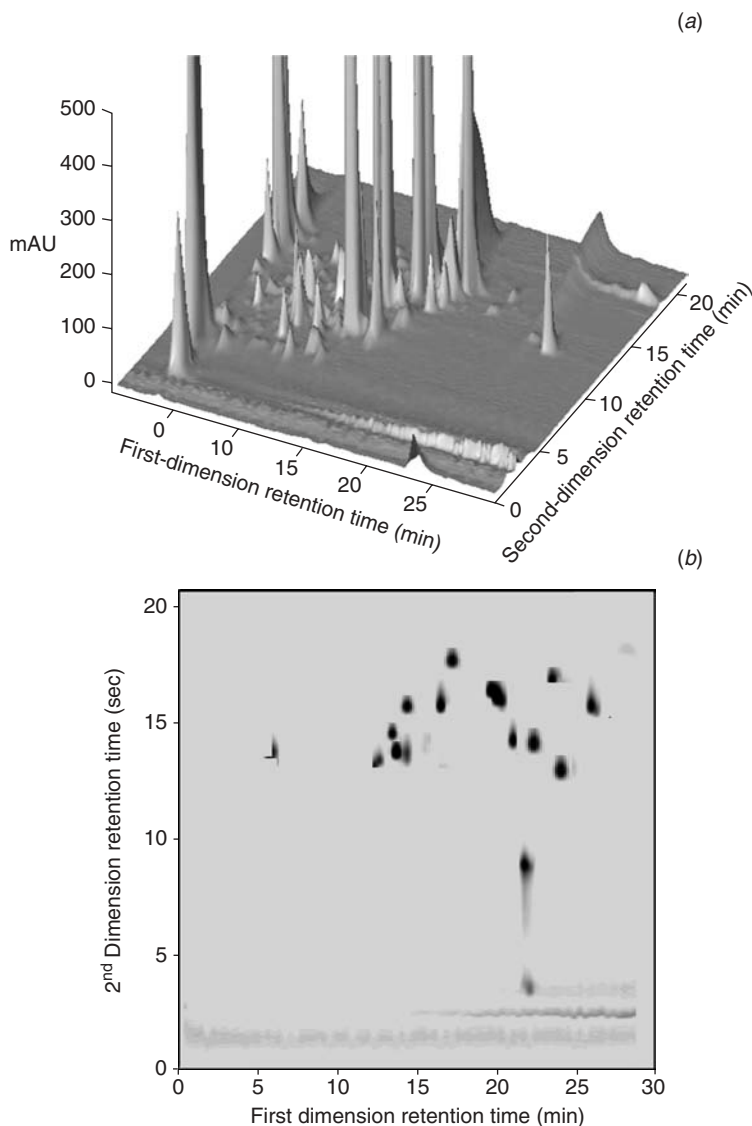 (a)
500
400
300
mAU
200
100
0
0
10
15
20
25
First-dimension retention time (min)
0
5
10
15
20
Second-dimension retention time (min)
(b)
20
15
10
5
0
2nd Dimension retention time (sec)
0 5 10 15 20 25 30
First dimension retention time (min)